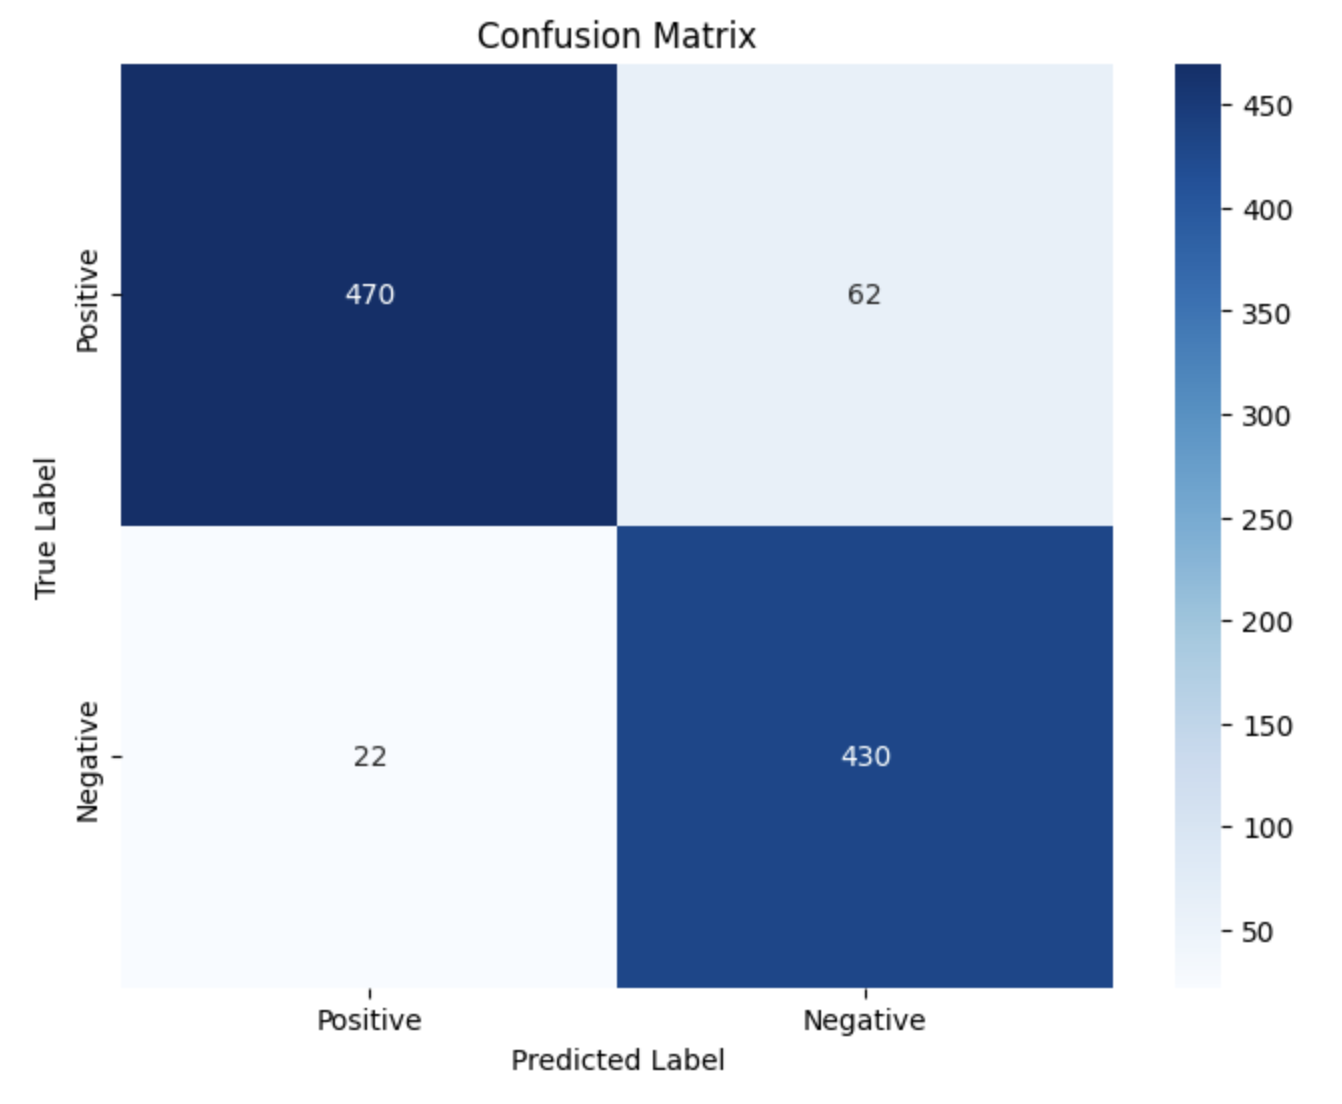 Confusion Matrix
Positive
470
62
Negative
22
430
True Label
Positive
Negative
Predicted Label
450
400
350
300
250
200
150
100
50